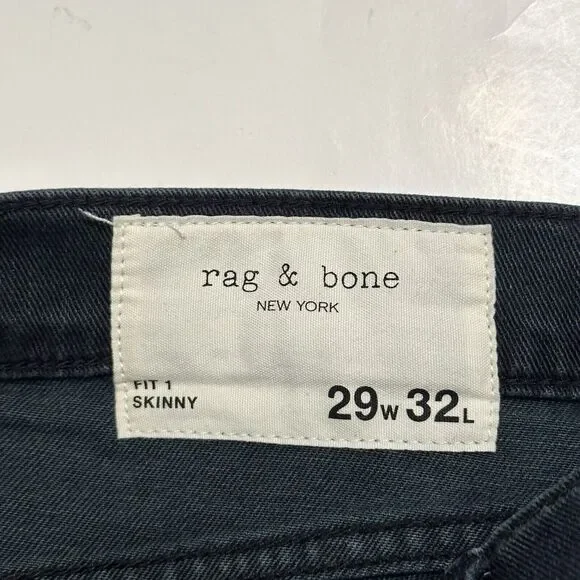 rag & bone
NEW YORK
FIT 1
SKINNY
29W 32L